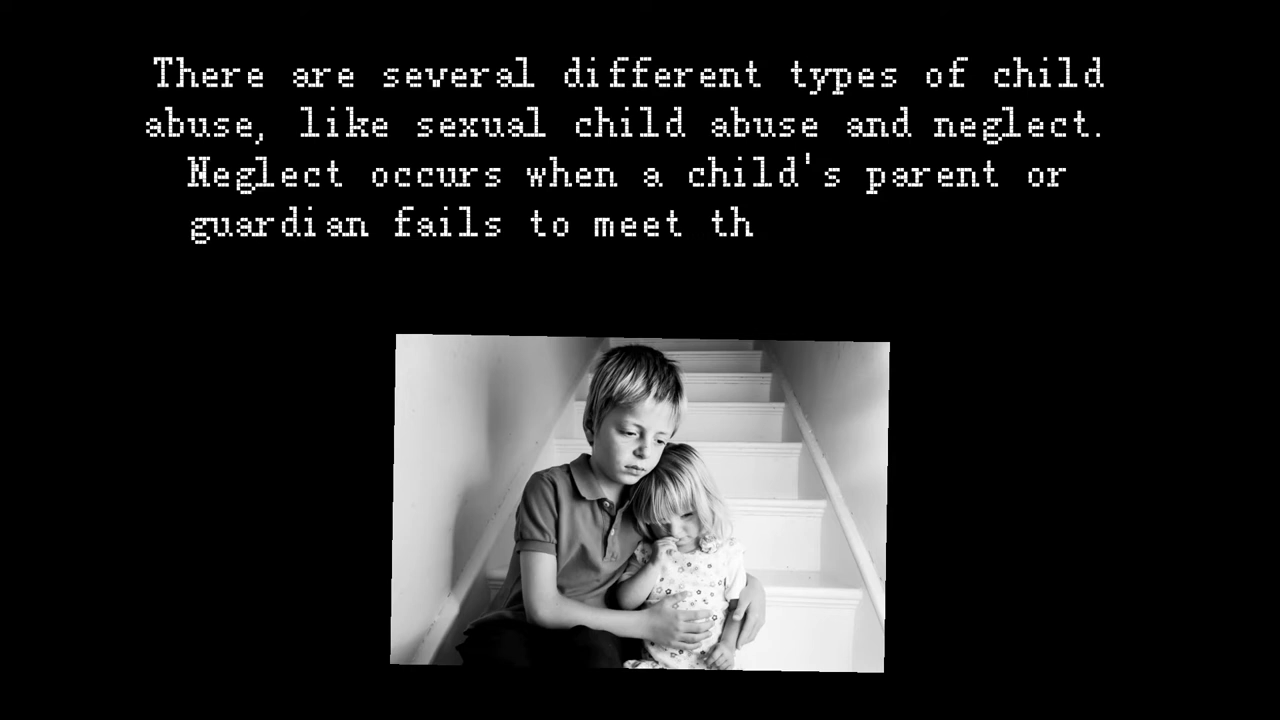 There are several different types of child
abuse, like sexual child abuse and neglect.
Neglect occurs when a child's parent or
guardian fails to meet th